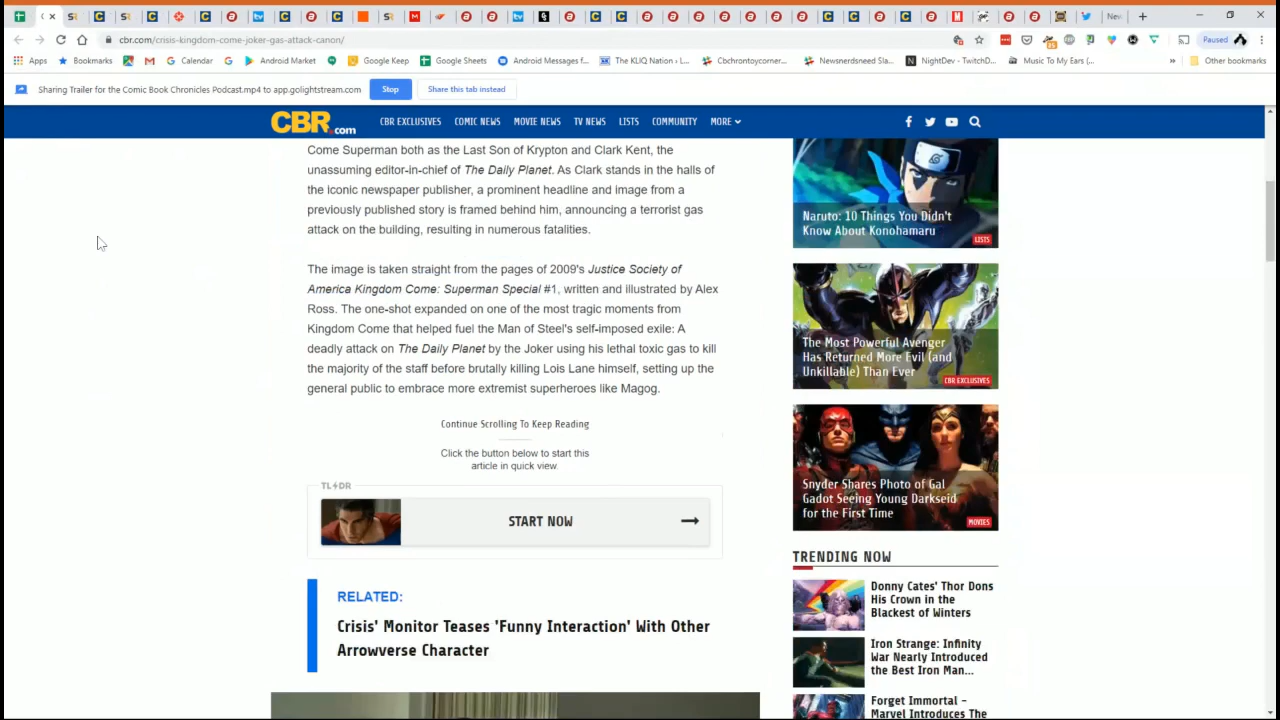 New
cbr.com/crisis-kingdom-come-joker-gas-attack-canon/
Paused
Apps
Bookmarks
Calendar
Android Market
Google Keep
Google Sheets
Android Messages f...
The KLIQ Nation › L...
Cbchrontoycorner...
Newsnerdsneed Sla...
NightDev - TwitchD...
Music To My Ears (...
»
Other bookmarks
Sharing Trailer for the Comic Book Chronicles Podcast.mp4 to app.golightstream.com
Stop
Share this tab instead
CBR.com
CBR EXCLUSIVES
COMIC NEWS
MOVIE NEWS
TV NEWS
LISTS
COMMUNITY
MORE
Come Superman both as the Last Son of Krypton and Clark Kent, the
unassuming editor-in-chief of The Daily Planet. As Clark stands in the halls of
the iconic newspaper publisher, a prominent headline and image from a
previously published story is framed behind him, announcing a terrorist gas
attack on the building, resulting in numerous fatalities.
The image is taken straight from the pages of 2009's Justice Society of
America Kingdom Come: Superman Special #1, written and illustrated by Alex
Ross. The one-shot expanded on one of the most tragic moments from
Kingdom Come that helped fuel the Man of Steel's self-imposed exile: A
deadly attack on The Daily Planet by the Joker using his lethal toxic gas to kill
the majority of the staff before brutally killing Lois Lane himself, setting up the
general public to embrace more extremist superheroes like Magog.
Continue Scrolling To Keep Reading
Click the button below to start this
article in quick view.
TL DR
START NOW
RELATED:
Crisis' Monitor Teases 'Funny Interaction' With Other
Arrowverse Character
Naruto: 10 Things You Didn't
Know About Konohamaru
LISTS
The Most Powerful Avenger
Has Returned More Evil (and
Unkillable) Than Ever
CBR EXCLUSIVES
Snyder Shares Photo of Gal
Gadot Seeing Young Darkseid
for the First Time
MOVIES
TRENDING NOW
Donny Cates' Thor Dons
His Crown in the
Blackest of Winters
Iron Strange: Infinity
War Nearly Introduced
the Best Iron Man...
Forget Immortal –
Marvel Introduces The